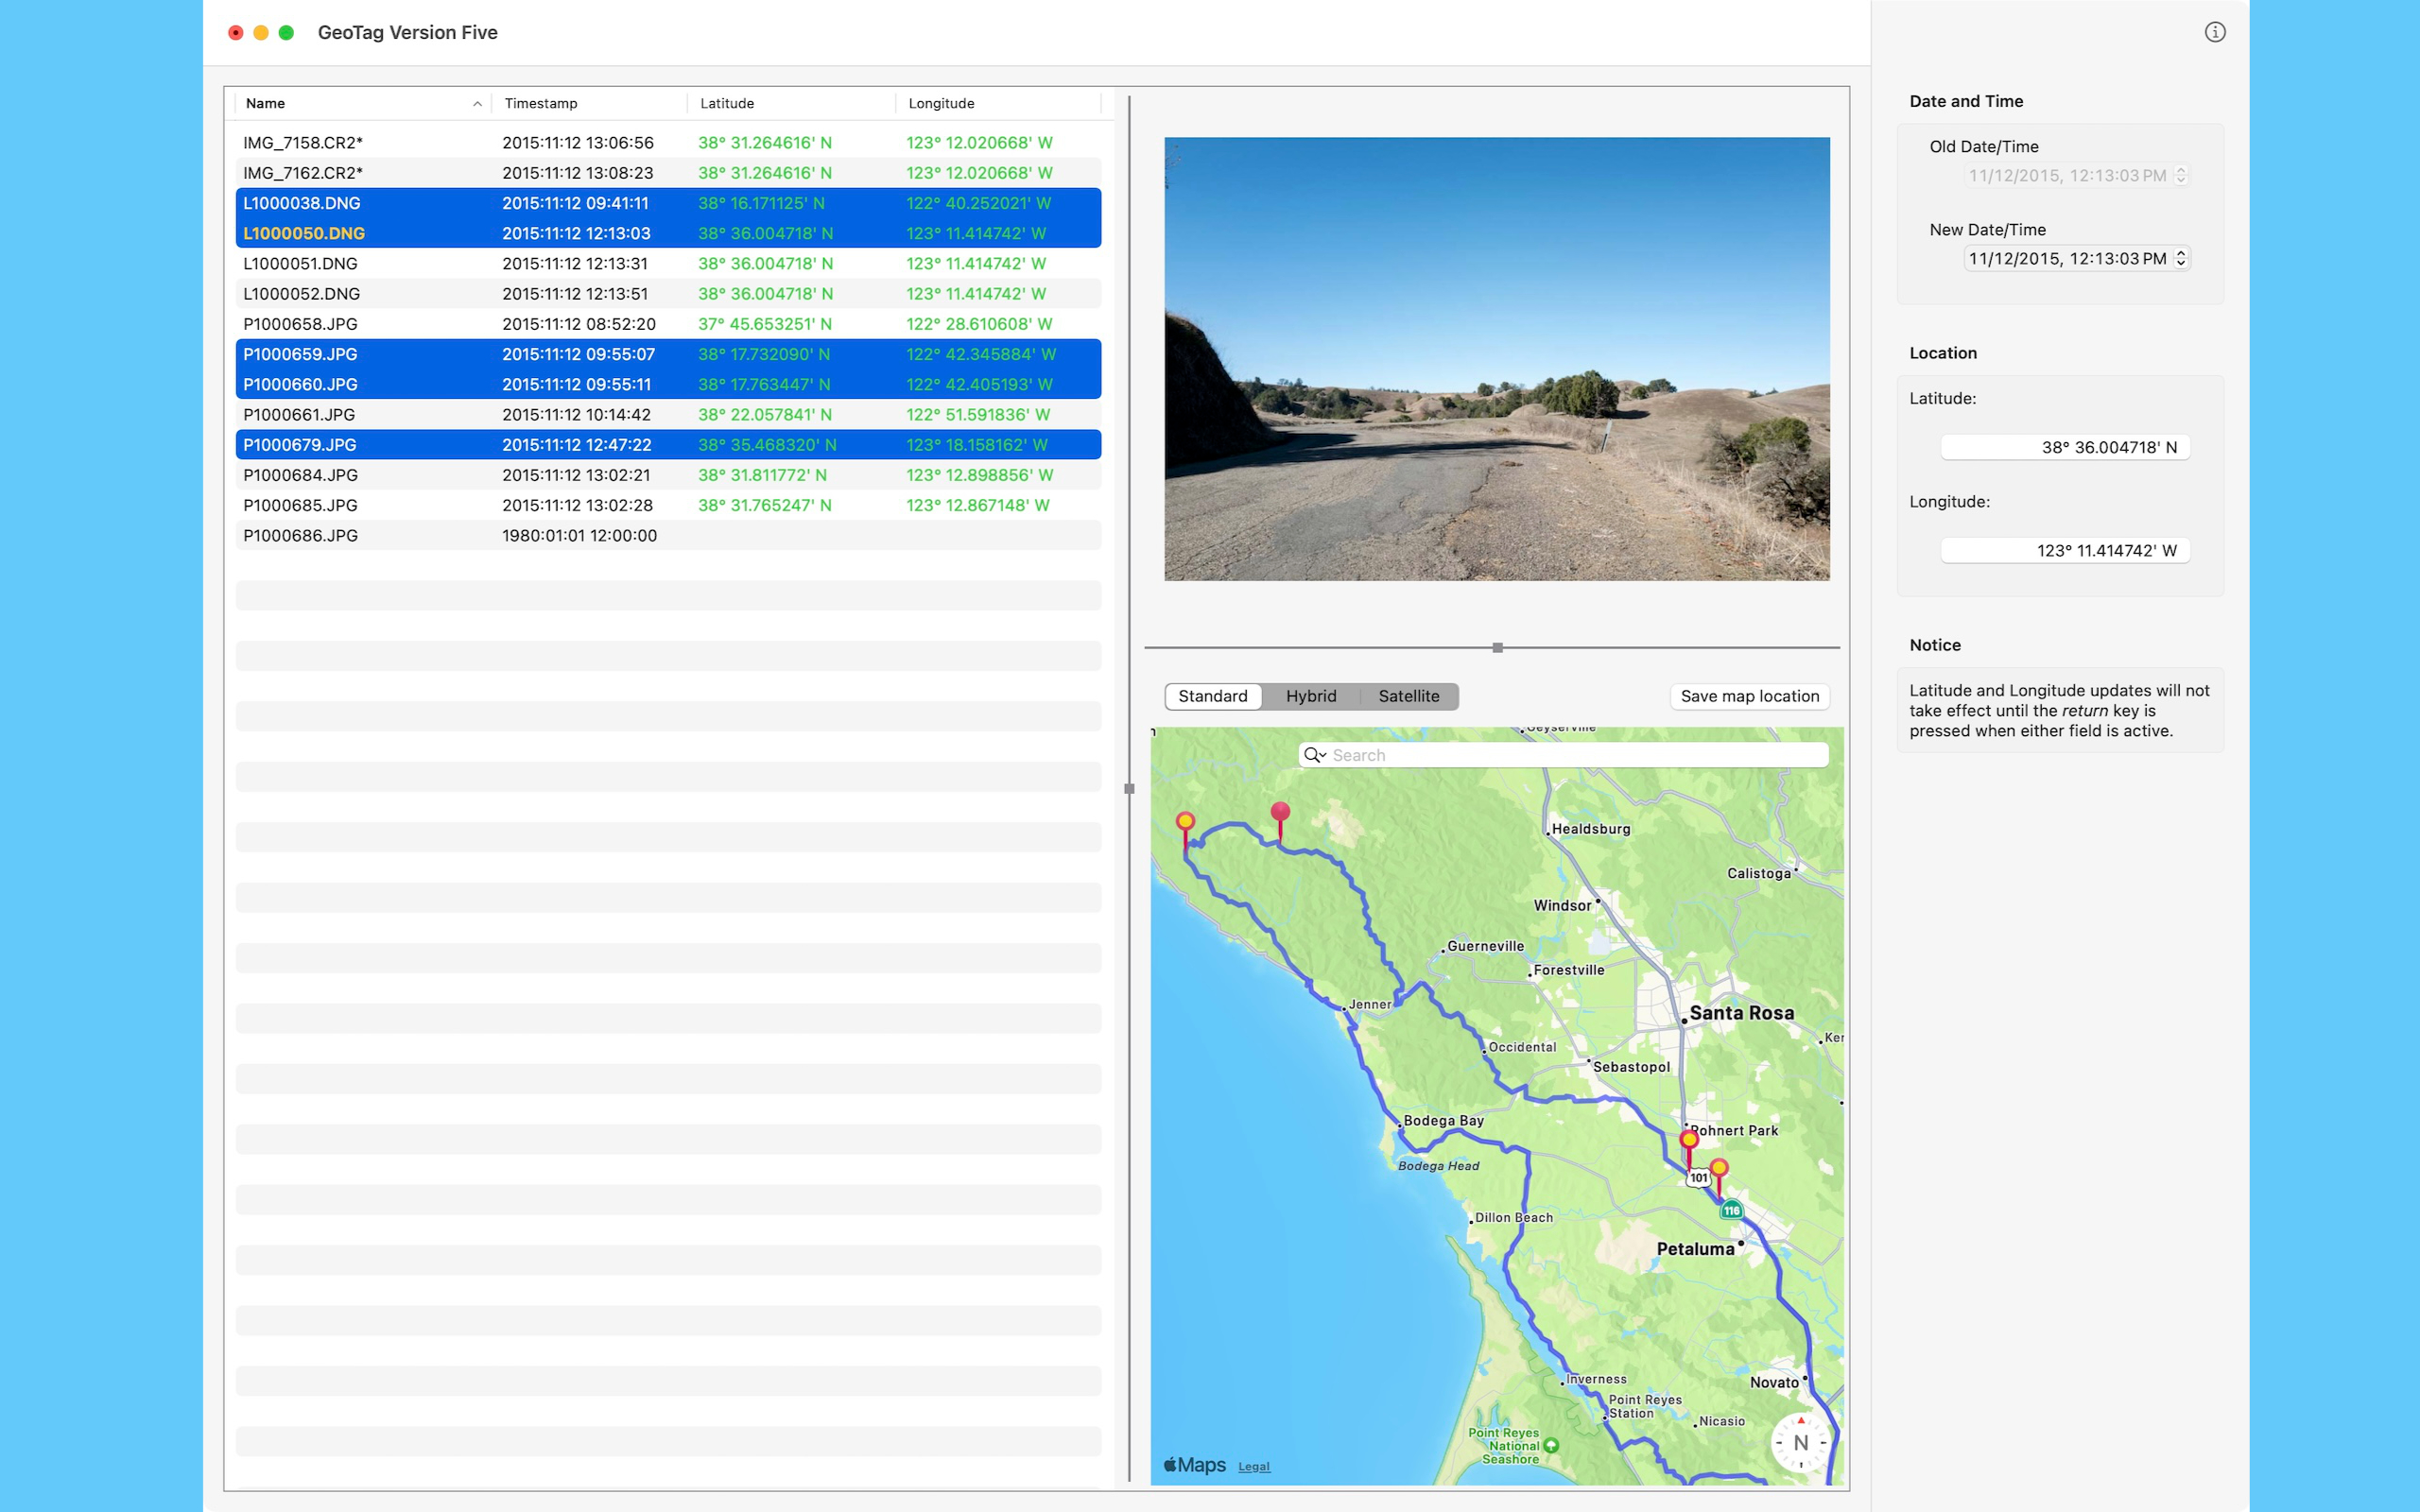 GeoTag Version Five
Name Timestamp Latitude Longitude
IMG_7158.CR2* 2015:11:12 13:06:56 38° 31.264616' N 123° 12.020668' W
IMG_7162.CR2* 2015:11:12 13:08:23 38° 31.264616' N 123° 12.020668' W
L1000038.DNG 2015:11:12 09:41:11 38° 16.171125' N 122° 40.252021' W
L1000050.DNG 2015:11:12 12:13:03 38° 36.004718' N 123° 11.414742' W
L1000051.DNG 2015:11:12 12:13:31 38° 36.004718' N 123° 11.414742' W
L1000052.DNG 2015:11:12 12:13:51 38° 36.004718' N 123° 11.414742' W
P1000658.JPG 2015:11:12 08:52:20 37° 45.653251' N 122° 28.610608' W
P1000659.JPG 2015:11:12 09:55:07 38° 17.732090' N 122° 42.345884' W
P1000660.JPG 2015:11:12 09:55:11 38° 17.763447' N 122° 42.405193' W
P1000661.JPG 2015:11:12 10:14:42 38° 22.057841' N 122° 51.591836' W
P1000679.JPG 2015:11:12 12:47:22 38° 35.468320' N 123° 18.158162' W
P1000684.JPG 2015:11:12 13:02:21 38° 31.811772' N 123° 12.898856' W
P1000685.JPG 2015:11:12 13:02:28 38° 31.765247' N 123° 12.867148' W
P1000686.JPG 1980:01:01 12:00:00
Standard Hybrid Satellite Save map location
Geyserville
Search
Healdsburg
Calistoga
Windsor
Guerneville
Forestville
Jenner
Santa Rosa
Ken
Occidental
Sebastopol
Bodega Bay
Rohnert Park
Bodega Head
101
116
Dillon Beach
Petaluma
Inverness
Novato
Point Reyes
Station
Nicasio
Point Reyes
National
Seashore
N
Maps Legal
Date and Time
Old Date/Time
11/12/2015, 12:13:03 PM
New Date/Time
11/12/2015, 12:13:03 PM
Location
Latitude:
38° 36.004718' N
Longitude:
123° 11.414742' W
Notice
Latitude and Longitude updates will not
take effect until the return key is
pressed when either field is active.